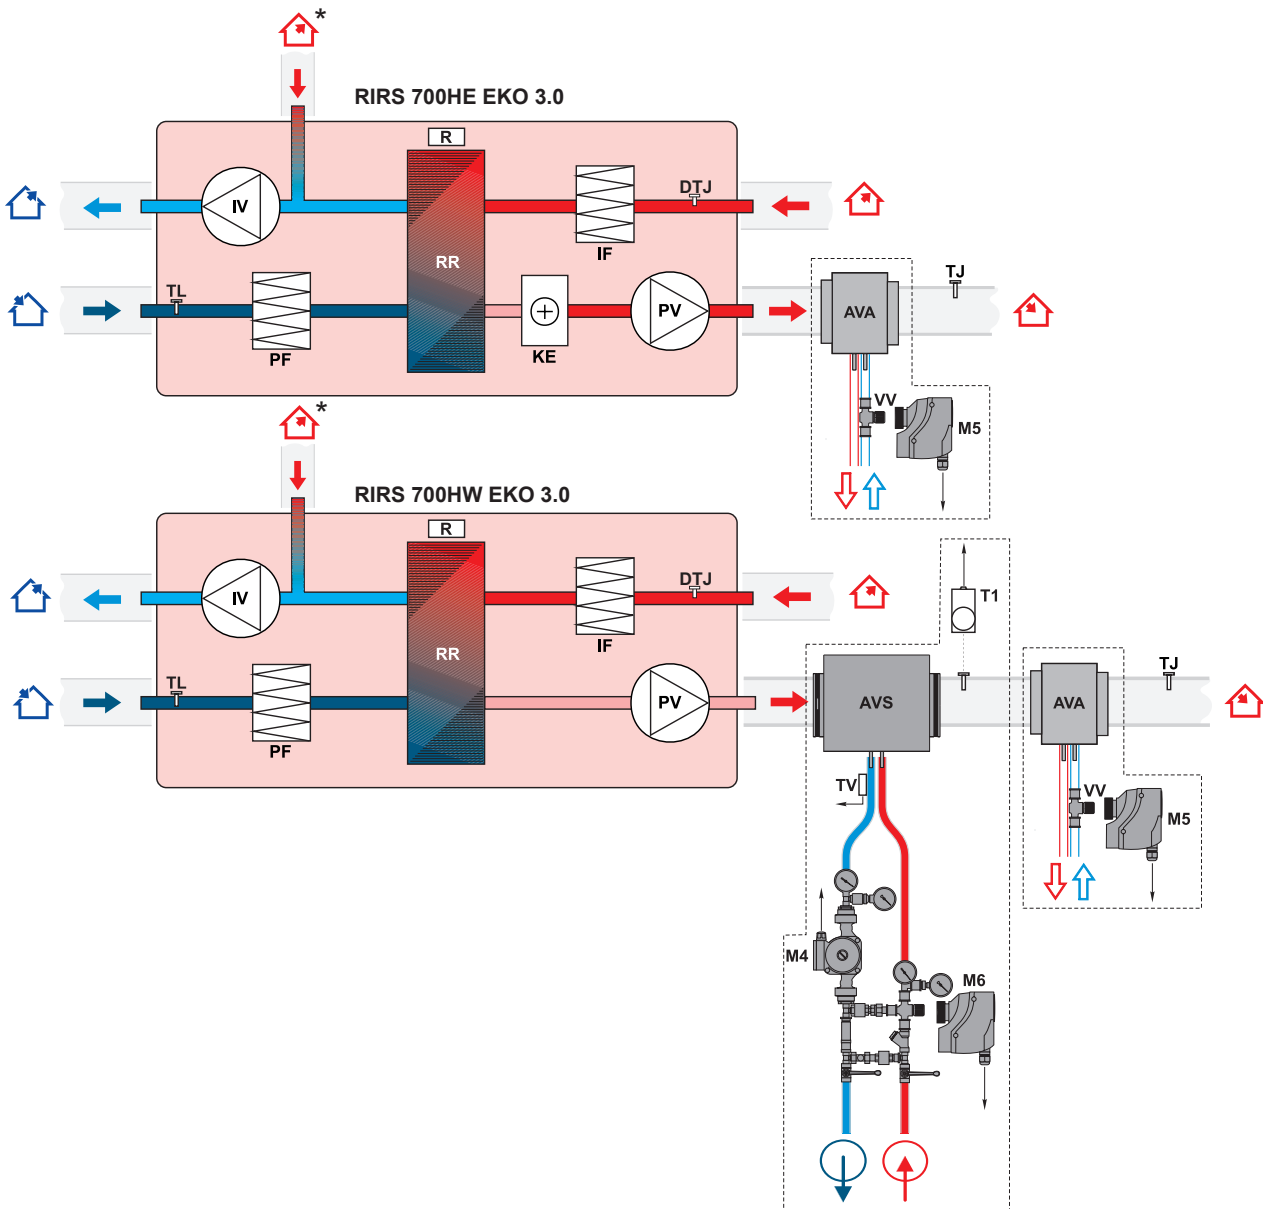 *
RIRS 700HE EKO 3.0
R
IV
DTJ
IF
RR
TL
PF
KE
PV
AVA
TJ
VV
M5
*
RIRS 700HW EKO 3.0
R
IV
DTJ
IF
T1
RR
TL
PF
PV
AVS
AVA
TJ
TV
VV
M5
M4
M6